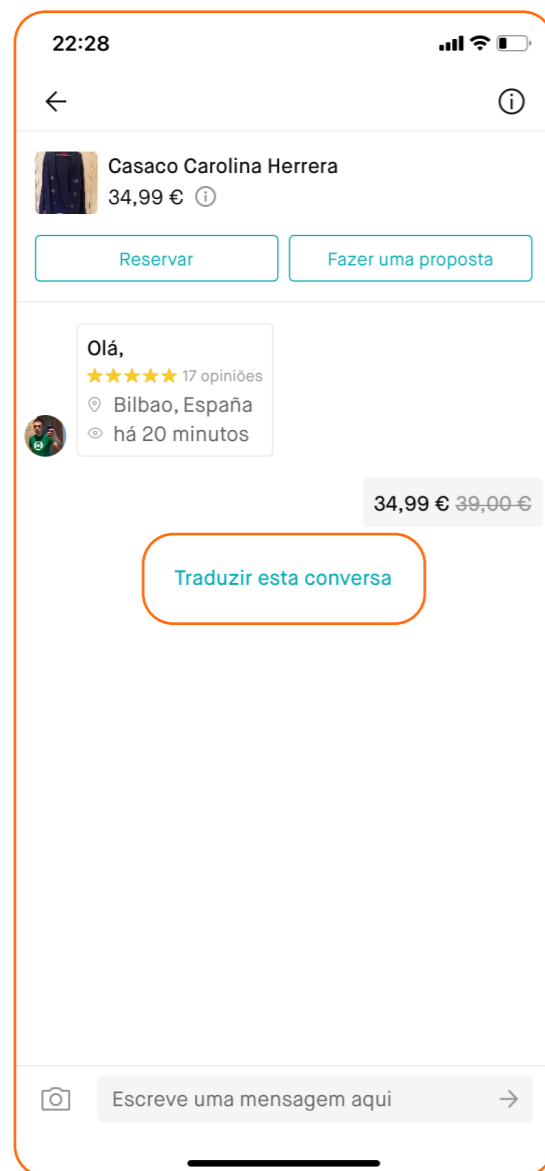 22:28
Casaco Carolina Herrera
34,99 €
Reservar
Fazer uma proposta
Olá,
17 opiniões
Bilbao, España
há 20 minutos
34,99 € 39,00 €
Traduzir esta conversa
Escreve uma mensagem aqui